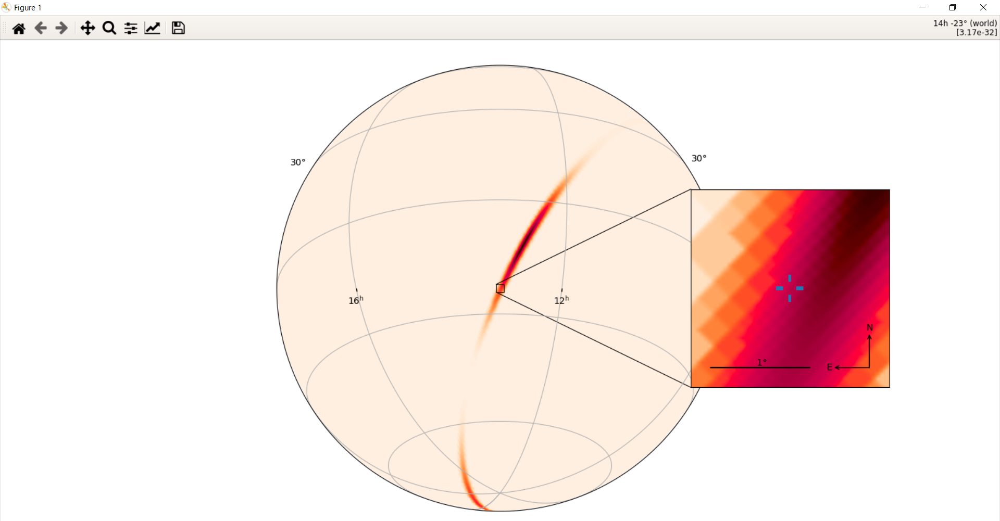 Figure 1
14h -23° (world)
[3.17e-32]
30°
30°
16h
12h
N
1°
E